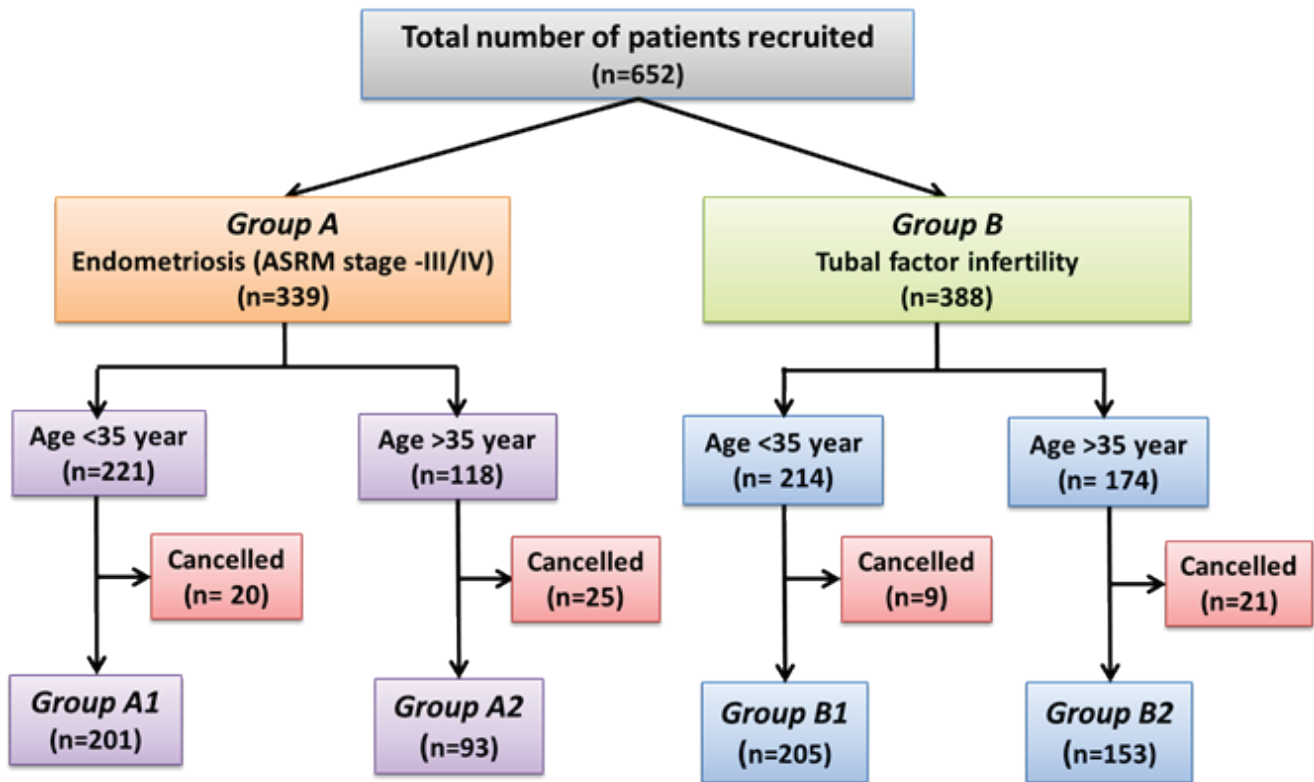 Total number of patients recruited
(n=652)
Group A
Endometriosis (ASRM stage -III/IV)
(n=339)
Group B
Tubal factor infertility
(n=388)
Age <35 year
(n=221)
Age >35 year
(n=118)
Age <35 year
(n= 214)
Age >35 year
(n= 174)
Cancelled
(n= 20)
Cancelled
(n=25)
Cancelled
(n=9)
Cancelled
(n=21)
Group A1
(n=201)
Group A2
(n=93)
Group B1
(n=205)
Group B2
(n=153)